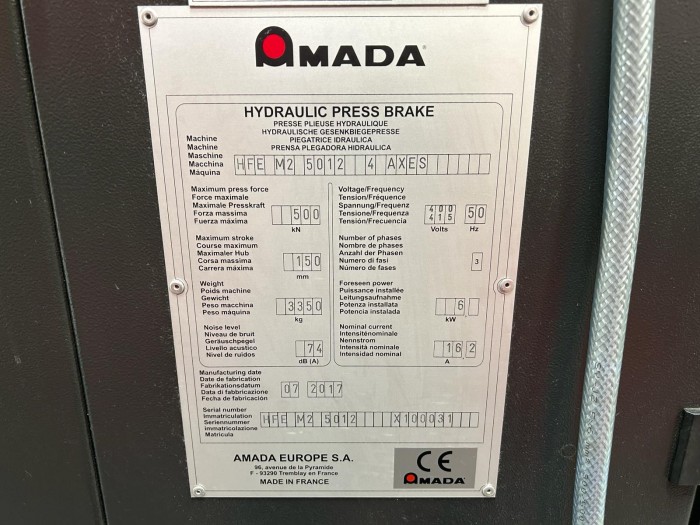 AMADA
HYDRAULIC PRESS BRAKE
PRESSE PLIEUSE HYDRAULIQUE
HYDRAULISCHE GESENKBIEGEPRESSE
PIEGATRICE IDRAULICA
PRENSA PLEGADORA HIDRAULICA
Machine
Machine
Maschine
Macchina
Máquina
HFE M2 5012 4 AXES
Maximum press force
Force maximale
Maximale Presskraft
Forza massima
Fuerza máxima
500
kN
Voltage/Frequency
Tension/Fréquence
Spannung/Frequenz
Tensione/Frequenza
Tensión/Frecuencia
400
415
50
Volts Hz
Maximum stroke
Course maximum
Maximaler Hub
Corsa massima
Carrera máxima
150
mm
Number of phases
Nombre de phases
Anzahl der Phasen
Numero di fasi
Número de fases
3
Weight
Poids machine
Gewicht
Peso macchina
Peso máquina
3350
kg
Foreseen power
Puissance installée
Leitungsaufnahme
Potenza installata
Potencia instalada
6
kW
Noise level
Niveau de bruit
Geräuschpegel
Livello acustico
Nivel de ruidos
74
dB (A)
Nominal current
Intensiténominale
Nennstrom
Intensità nominale
Intensidad nominal
16,2
A
Manufacturing date
Date de fabrication
Fabrikationsdatum
Data di fabbricazione
Fecha de fabricación
07 2017
Serial number
Immatriculation
Seriennummer
immatricolazione
Matrícula
HFE M2 5012 X100031
AMADA EUROPE S.A.
96, avenue de la Pyramide
F - 93290 Tremblay en France
MADE IN FRANCE
CE
AMADA